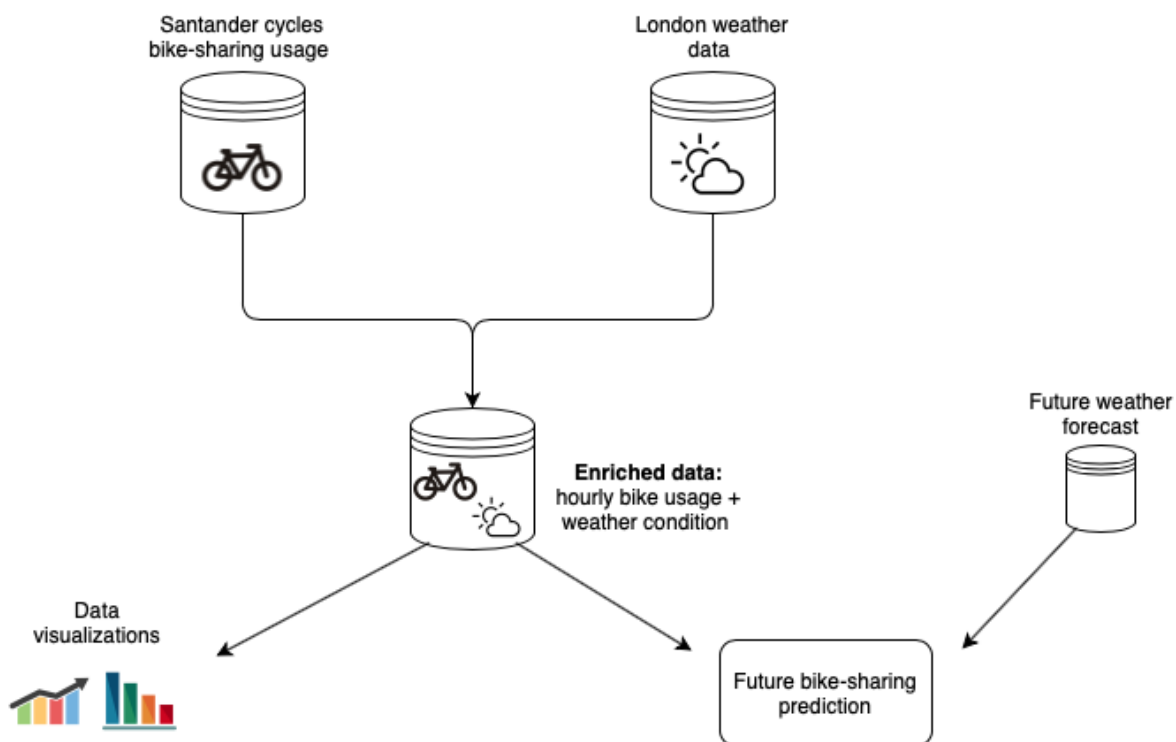 Santander cycles
bike-sharing usage
London weather
data
Future weather
forecast
Enriched data:
hourly bike usage +
weather condition
Data
visualizations
Future bike-sharing
prediction